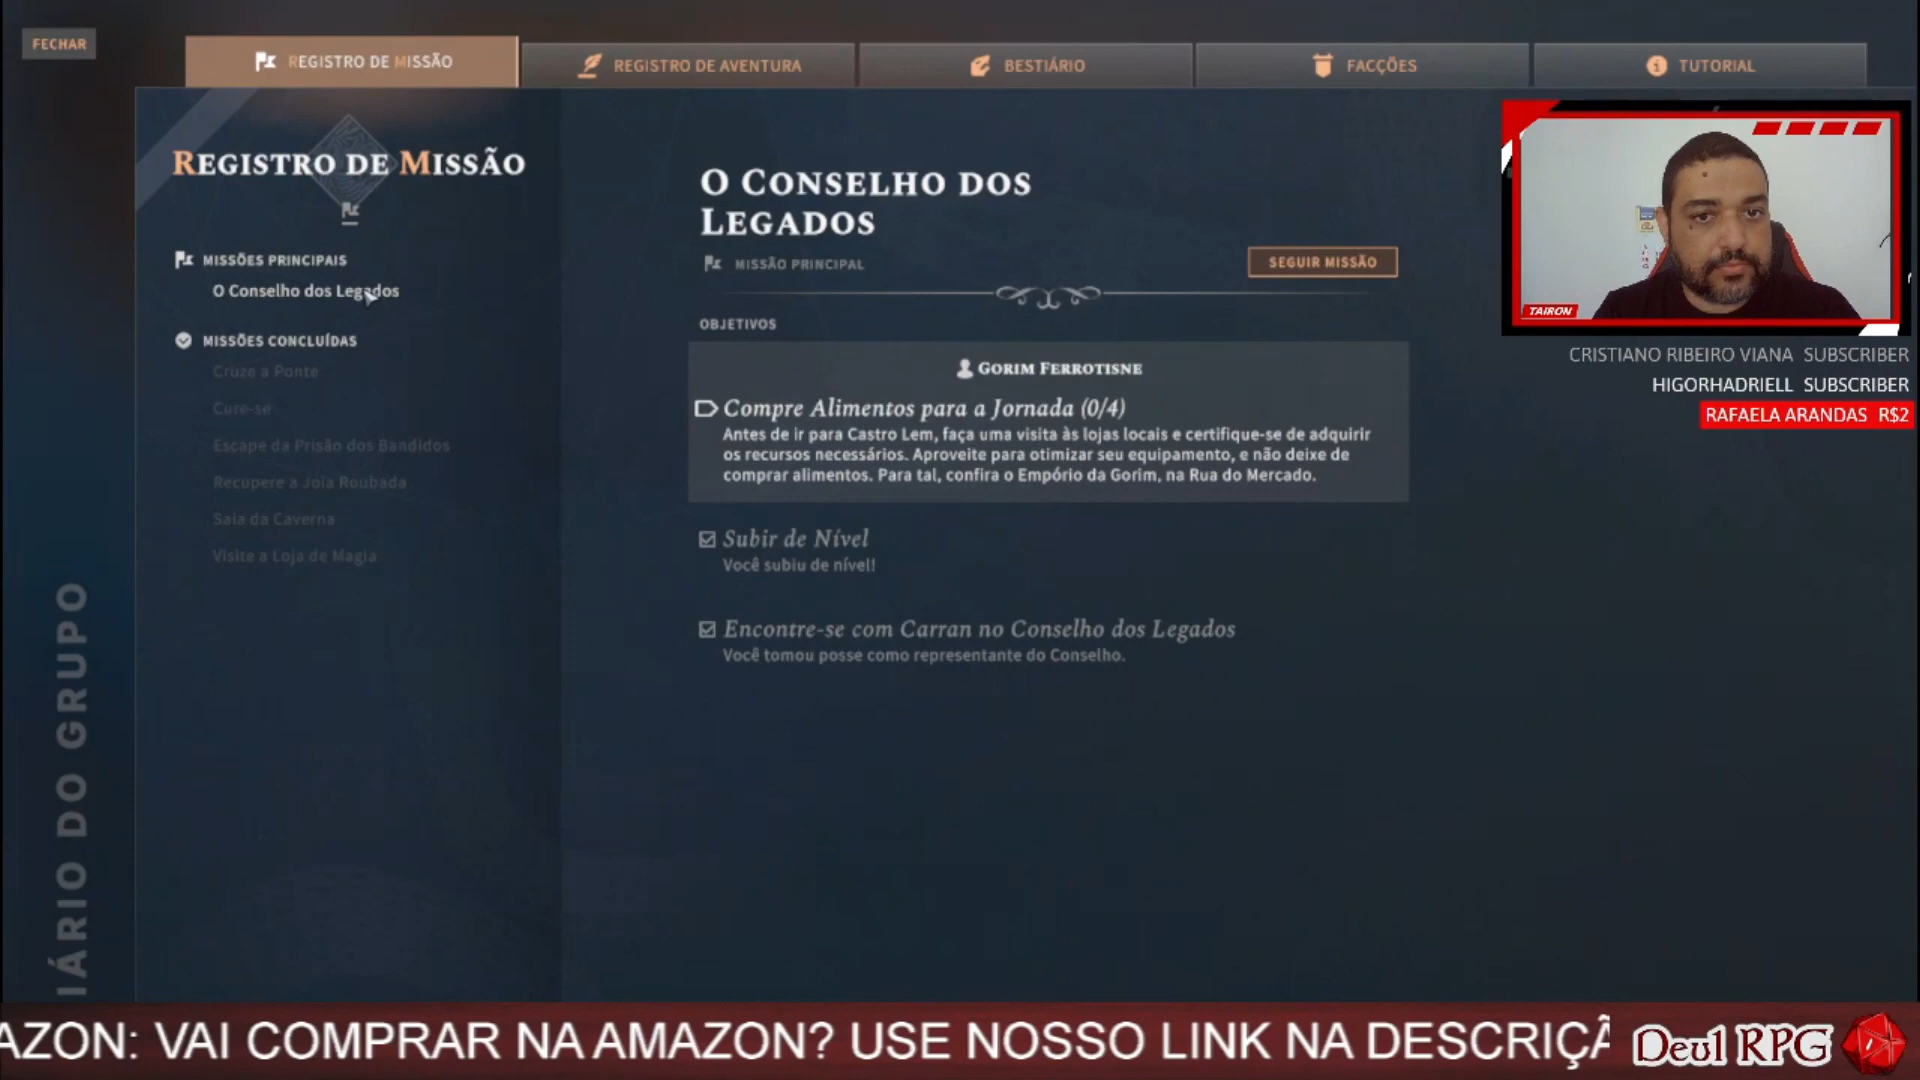 FECHAR
REGISTRO DE MISSÃO
REGISTRO DE AVENTURA
BESTIÁRIO
FACÇÕES
TUTORIAL
REGISTRO DE MISSÃO
MISSÕES PRINCIPAIS
O Conselho dos Legados
MISSÕES CONCLUÍDAS
Cruze a Ponte
Cure-se
Escape da Prisão dos Bandidos
Recupere a Joia Roubada
Saia da Caverna
Visite a Loja de Magia
IÁRIO DO GRUPO
O CONSELHO DOS
LEGADOS
MISSÃO PRINCIPAL
SEGUIR MISSÃO
OBJETIVOS
GORIM FERROTISNE
Compre Alimentos para a Jornada (0/4)
Antes de ir para Castro Lem, faça uma visita às lojas locais e certifique-se de adquirir
os recursos necessários. Aproveite para otimizar seu equipamento, e não deixe de
comprar alimentos. Para tal, confira o Empório da Gorim, na Rua do Mercado.
Subir de Nível
Você subiu de nível!
Encontre-se com Carran no Conselho dos Legados
Você tomou posse como representante do Conselho.
TAIRON
CRISTIANO RIBEIRO VIANA SUBSCRIBER
HIGORHADRIELL SUBSCRIBER
RAFAELA ARANDAS R$2
AZON: VAI COMPRAR NA AMAZON? USE NOSSO LINK NA DESCRIÇÃ
Deu1 RPG